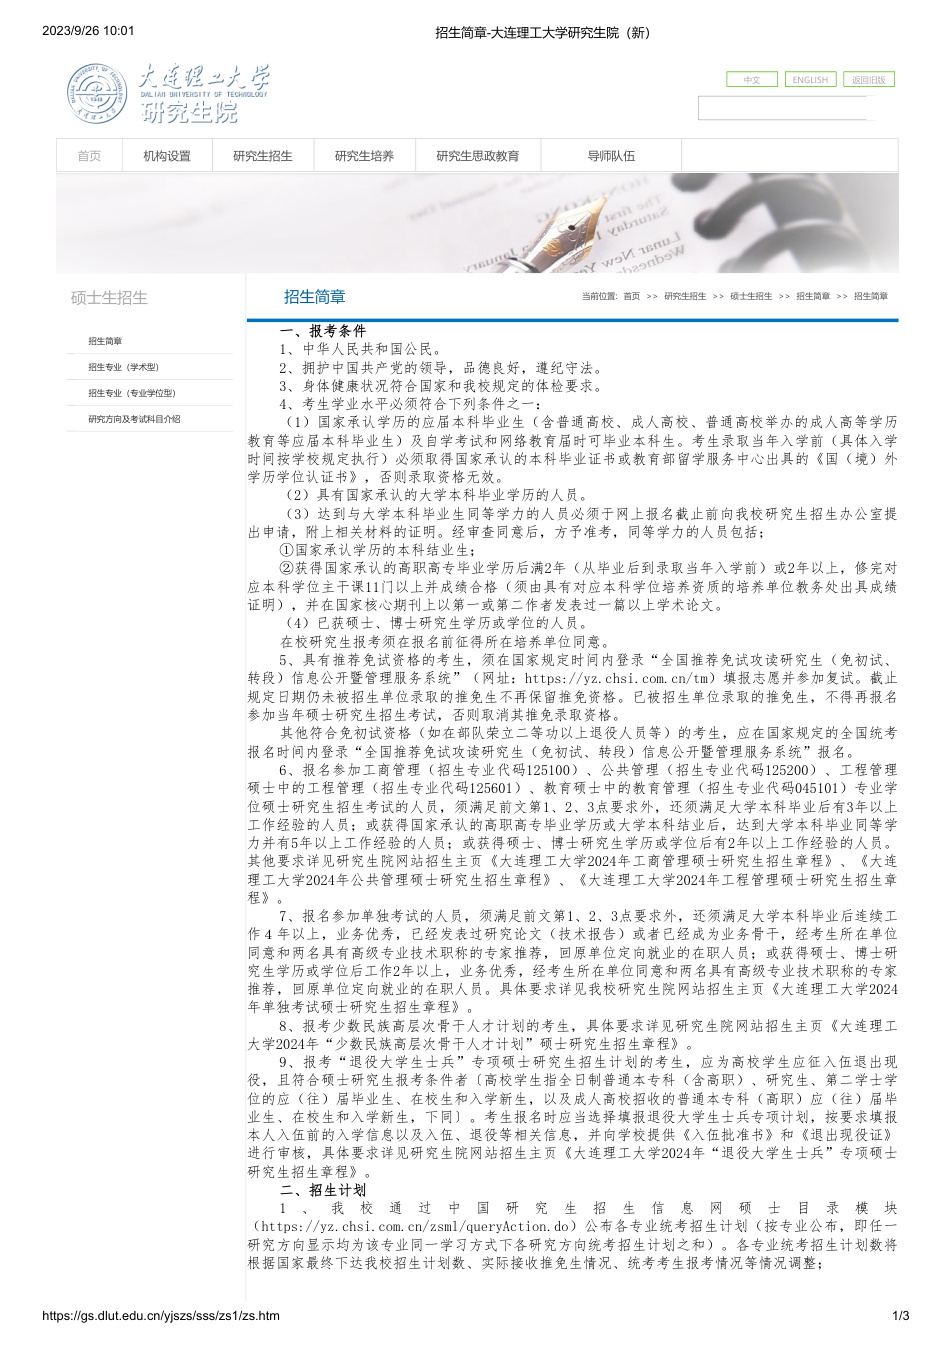 2023/9/26 10:01
招生简章-大连理工大学研究生院（新）
大连理工大学
DALIAN UNIVERSITY OF TECHNOLOGY
研究生院
中文
ENGLISH
返回旧版
首页
机构设置
研究生招生
研究生培养
研究生思政教育
导师队伍
硕士生招生
招生简章
招生专业（学术型）
招生专业（专业学位型）
研究方向及考试科目介绍
招生简章
当前位置: 首页 >> 研究生招生 >> 硕士生招生 >> 招生简章 >> 招生简章
一、报考条件
1、中华人民共和国公民。
2、拥护中国共产党的领导，品德良好，遵纪守法。
3、身体健康状况符合国家和我校规定的体检要求。
4、考生学业水平必须符合下列条件之一：
（1）国家承认学历的应届本科毕业生（含普通高校、成人高校、普通高校举办的成人高等学历
教育等应届本科毕业生）及自学考试和网络教育届时可毕业本科生。考生录取当年入学前（具体入学
时间按学校规定执行）必须取得国家承认的本科毕业证书或教育部留学服务中心出具的《国（境）外
学历学位认证书》，否则录取资格无效。
（2）具有国家承认的大学本科毕业学历的人员。
（3）达到与大学本科毕业生同等学力的人员必须于网上报名截止前向我校研究生招生办公室提
出申请，附上相关材料的证明。经审查同意后，方予准考，同等学力的人员包括；
①国家承认学历的本科结业生；
②获得国家承认的高职高专毕业学历后满2年（从毕业后到录取当年入学前）或2年以上，修完对
应本科学位主干课11门以上并成绩合格（须由具有对应本科学位培养资质的培养单位教务处出具成绩
证明），并在国家核心期刊上以第一或第二作者发表过一篇以上学术论文。
（4）已获硕士、博士研究生学历或学位的人员。
在校研究生报考须在报名前征得所在培养单位同意。
5、具有推荐免试资格的考生，须在国家规定时间内登录“全国推荐免试攻读研究生（免初试、
转段）信息公开暨管理服务系统”（网址：https://yz.chsi.com.cn/tm）填报志愿并参加复试。截止
规定日期仍未被招生单位录取的推免生不再保留推免资格。已被招生单位录取的推免生，不得再报名
参加当年硕士研究生招生考试，否则取消其推免录取资格。
其他符合免初试资格（如在部队荣立二等功以上退役人员等）的考生，应在国家规定的全国统考
报名时间内登录“全国推荐免试攻读研究生（免初试、转段）信息公开暨管理服务系统”报名。
6、报名参加工商管理（招生专业代码125100）、公共管理（招生专业代码125200）、工程管理
硕士中的工程管理（招生专业代码125601）、教育硕士中的教育管理（招生专业代码045101）专业学
位硕士研究生招生考试的人员，须满足前文第1、2、3点要求外，还须满足大学本科毕业后有3年以上
工作经验的人员；或获得国家承认的高职高专毕业学历或大学本科结业后，达到大学本科毕业同等学
力并有5年以上工作经验的人员；或获得硕士、博士研究生学历或学位后有2年以上工作经验的人员。
其他要求详见研究生院网站招生主页《大连理工大学2024年工商管理硕士研究生招生章程》、《大连
理工大学2024年公共管理硕士研究生招生章程》、《大连理工大学2024年工程管理硕士研究生招生章
程》。
7、报名参加单独考试的人员，须满足前文第1、2、3点要求外，还须满足大学本科毕业后连续工
作４年以上，业务优秀，已经发表过研究论文（技术报告）或者已经成为业务骨干，经考生所在单位
同意和两名具有高级专业技术职称的专家推荐，回原单位定向就业的在职人员；或获得硕士、博士研
究生学历或学位后工作2年以上，业务优秀，经考生所在单位同意和两名具有高级专业技术职称的专家
推荐，回原单位定向就业的在职人员。具体要求详见我校研究生院网站招生主页《大连理工大学2024
年单独考试硕士研究生招生章程》。
8、报考少数民族高层次骨干人才计划的考生，具体要求详见研究生院网站招生主页《大连理工
大学2024年“少数民族高层次骨干人才计划”硕士研究生招生章程》。
9、报考“退役大学生士兵”专项硕士研究生招生计划的考生，应为高校学生应征入伍退出现
役，且符合硕士研究生报考条件者〔高校学生指全日制普通本专科（含高职）、研究生、第二学士学
位的应（往）届毕业生、在校生和入学新生，以及成人高校招收的普通本专科（高职）应（往）届毕
业生、在校生和入学新生，下同〕。考生报名时应当选择填报退役大学生士兵专项计划，按要求填报
本人入伍前的入学信息以及入伍、退役等相关信息，并向学校提供《入伍批准书》和《退出现役证》
进行审核，具体要求详见研究生院网站招生主页《大连理工大学2024年“退役大学生士兵”专项硕士
研究生招生章程》。
二、招生计划
1、我校通过中国研究生招生信息网硕士目录模块
（https://yz.chsi.com.cn/zsml/queryAction.do）公布各专业统考招生计划（按专业公布，即任一
研究方向显示均为该专业同一学习方式下各研究方向统考招生计划之和）。各专业统考招生计划数将
根据国家最终下达我校招生计划数、实际接收推免生情况、统考考生报考情况等情况调整；
https://gs.dlut.edu.cn/yjszs/sss/zs1/zs.htm
1/3